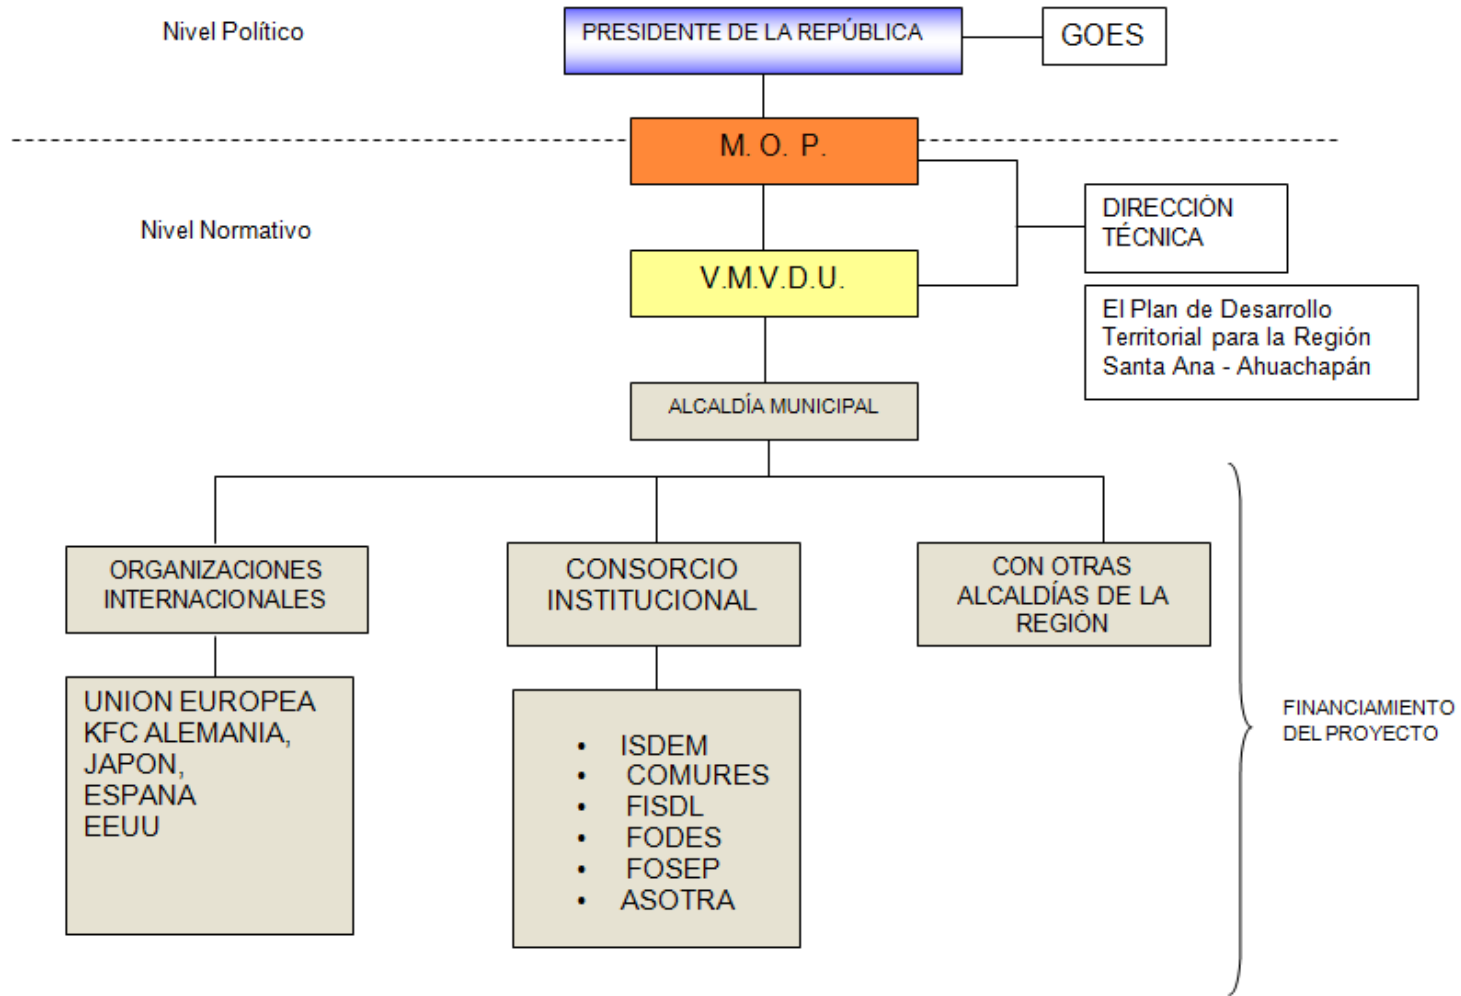 Nivel Político
PRESIDENTE DE LA REPÚBLICA
GOES
M. O. P.
Nivel Normativo
DIRECCIÓN
TÉCNICA
V.M.V.D.U.
El Plan de Desarrollo
Territorial para la Región
Santa Ana - Ahuachapán
ALCALDÍA MUNICIPAL
ORGANIZACIONES
INTERNACIONALES
CONSORCIO
INSTITUCIONAL
CON OTRAS
ALCALDÍAS DE LA
REGIÓN
UNION EUROPEA
KFC ALEMANIA,
JAPON,
ESPANA
EEUU
• ISDEM
• COMURES
• FISDL
• FODES
• FOSEP
• ASOTRA
FINANCIAMIENTO
DEL PROYECTO